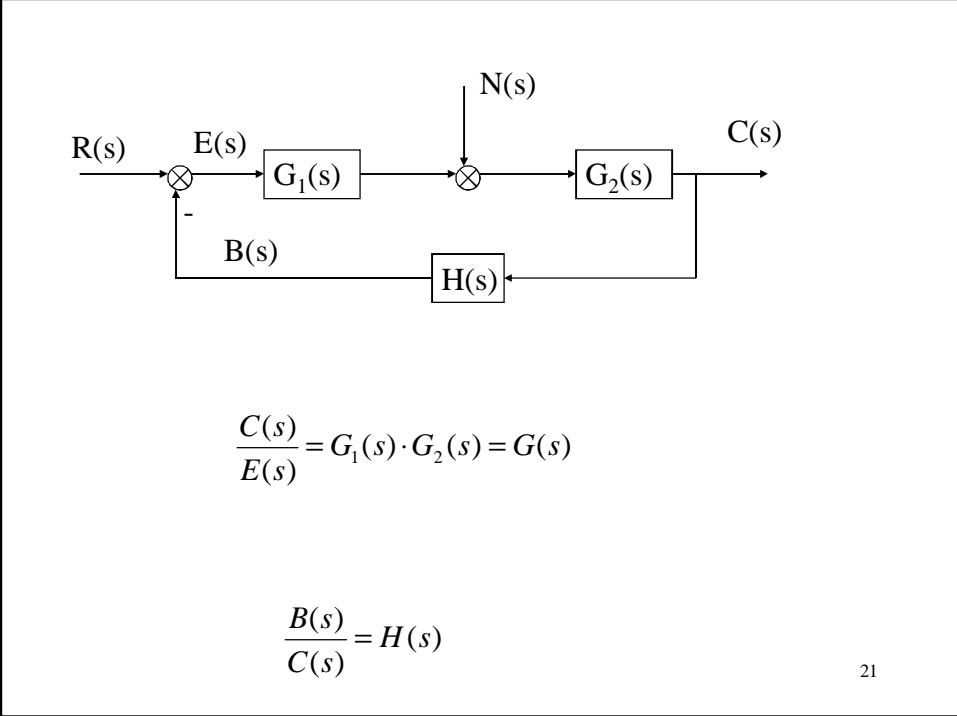 N(s)
R(s) E(s) C(s)
G₁(s) G₂(s)
-
B(s)
H(s)
C(s)/E(s) = G₁(s)·G₂(s) = G(s)
B(s)/C(s) = H(s)
21